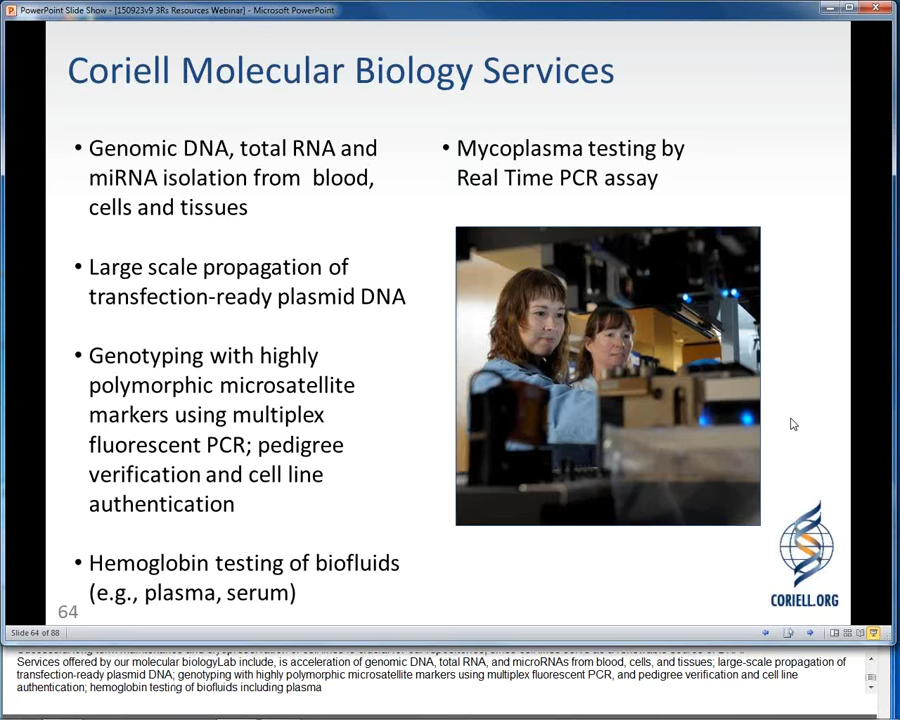 PowerPoint Slide Show - [150923v9 3Rs Resources Webinar] - Microsoft PowerPoint
Coriell Molecular Biology Services
• Genomic DNA, total RNA and
miRNA isolation from blood,
cells and tissues
• Large scale propagation of
transfection-ready plasmid DNA
• Genotyping with highly
polymorphic microsatellite
markers using multiplex
fluorescent PCR; pedigree
verification and cell line
authentication
• Hemoglobin testing of biofluids
(e.g., plasma, serum)
• Mycoplasma testing by
Real Time PCR assay
CORIELL.ORG
64
Slide 64 of 88
Services offered by our molecular biologyLab include, is acceleration of genomic DNA, total RNA, and microRNAs from blood, cells, and tissues; large-scale propagation of
transfection-ready plasmid DNA; genotyping with highly polymorphic microsatellite markers using multiplex fluorescent PCR, and pedigree verification and cell line
authentication; hemoglobin testing of biofluids including plasma